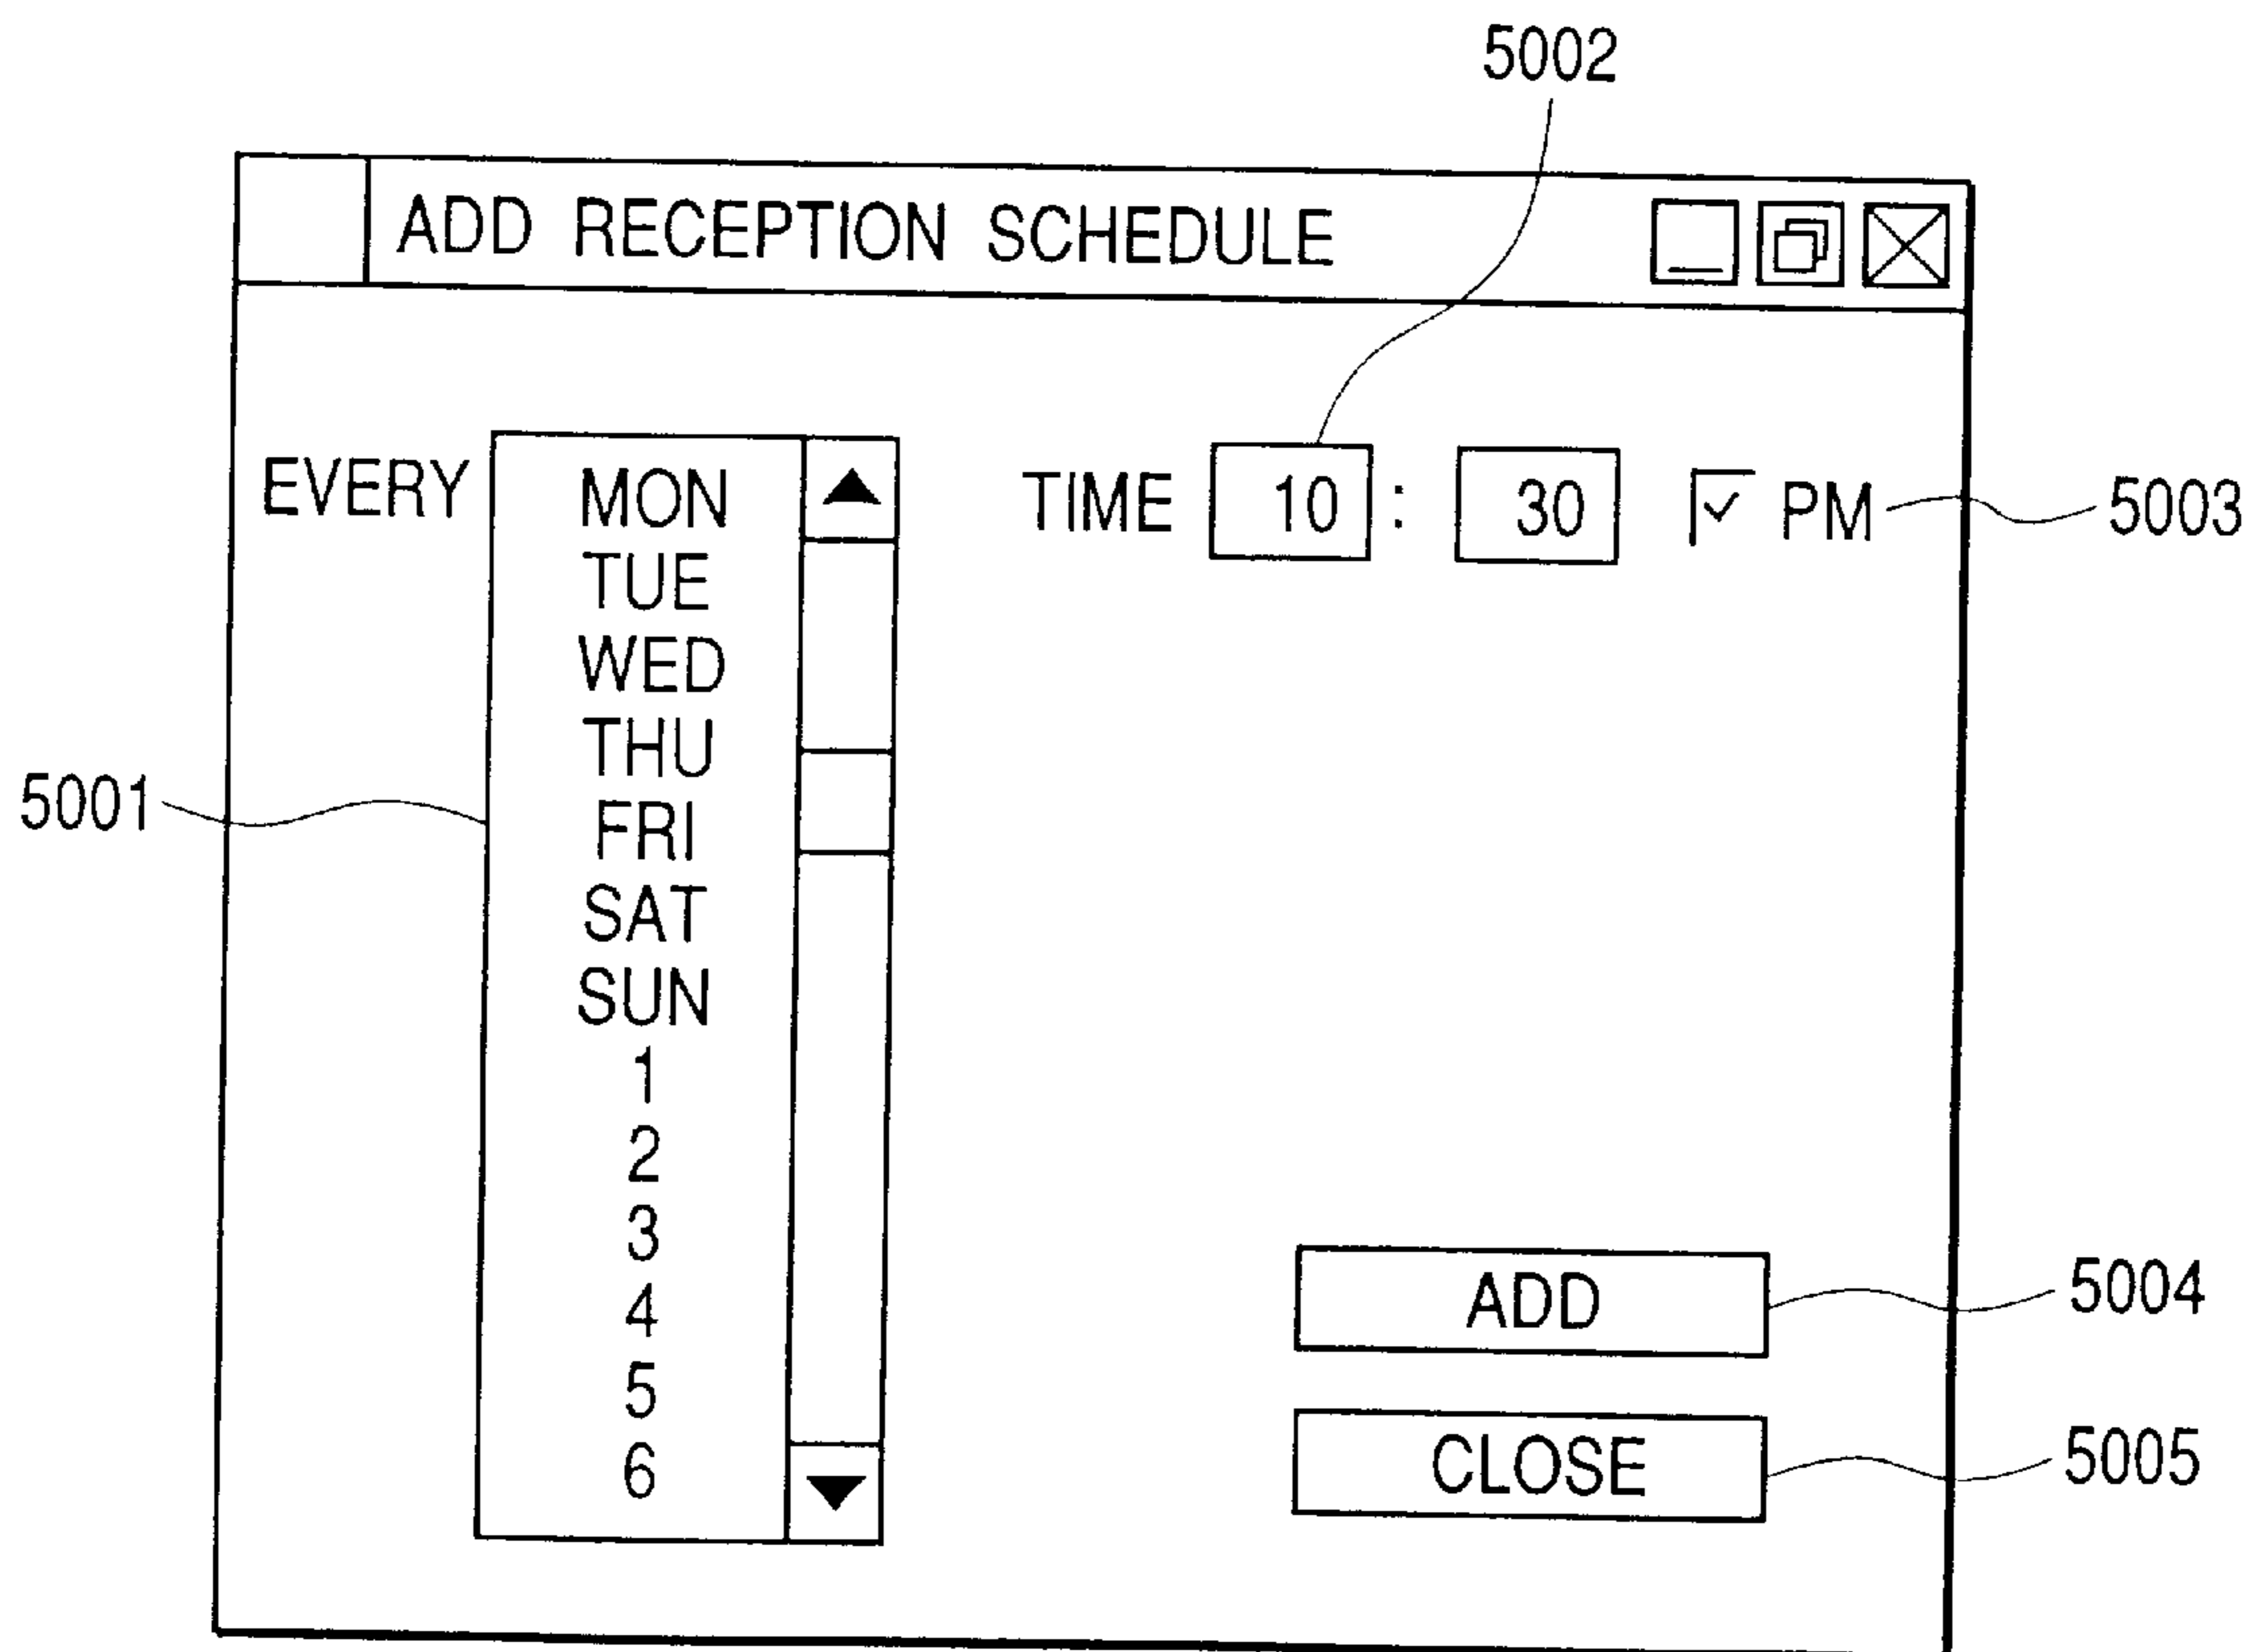 5002
ADD RECEPTION SCHEDULE
EVERY MON TIME 10 : 30 PM 5003
TUE
WED
THU
5001 FRI
SAT
SUN
1
2
3
4
5
6
ADD 5004
CLOSE 5005